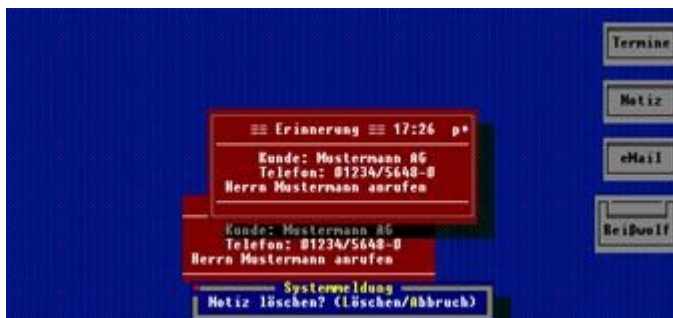 Termine
Notiz
≡≡ Erinnerung ≡≡ 17:26 p*
Kunde: Mustermann AG
Telefon: 01234/5648-0
Herrn Mustermann anrufen
eMail
Kunde: Mustermann AG
Telefon: 01234/5648-0
Herrn Mustermann anrufen
Beißwolf
Systemmeldung
Notiz löschen? (Löschen/Abbruch)